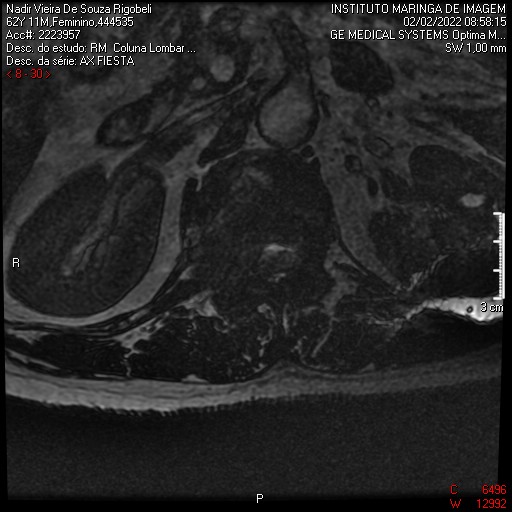 Nadir Vieira De Souza Rigobeli
62Y 11M,Feminino,444535
Acc#: 2223957
Desc. do estudo: RM Coluna Lombar ...
Desc. da série: AX FIESTA
< 8 - 30 >
INSTITUTO MARINGA DE IMAGEM
02/02/2022 08:58:15
GE MEDICAL SYSTEMS Optima M...
SW 1,00 mm
R
3 cm
P
C 6496
W 12992